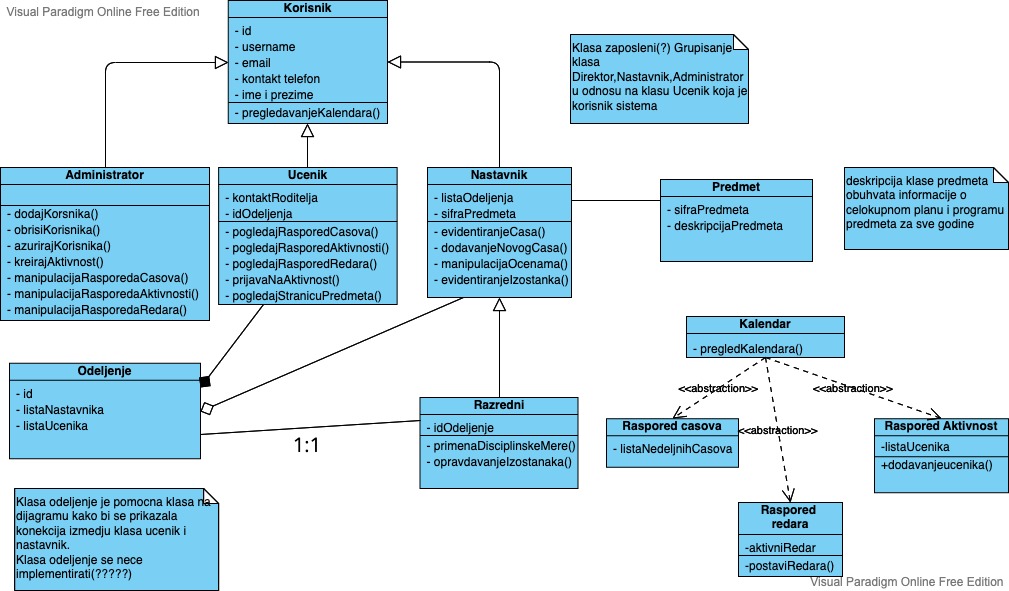 Visual Paradigm Online Free Edition
Korisnik
- id
- username
- email
- kontakt telefon
- ime i prezime
- pregledavanjeKalendara()
Klasa zaposleni(?) Grupisanje
klasa
Direktor,Nastavnik,Administrator
u odnosu na klasu Ucenik koja je
korisnik sistema
Administrator
- dodajKorsnika()
- obrisiKorisnika()
- azurirajKorisnika()
- kreirajAktivnost()
- manipulacijaRasporedaCasova()
- manipulacijaRasporedaAktivnosti()
- manipulacijaRasporedaRedara()
Ucenik
- kontaktRoditelja
- idOdeljenja
- pogledajRasporedCasova()
- pogledajRasporedAktivnosti()
- pogledajRasporedRedara()
- prijavaNaAktivnost()
- pogledajStranicuPredmeta()
Nastavnik
- listaOdeljenja
- sifraPredmeta
- evidentiranjeCasa()
- dodavanjeNovogCasa()
- manipulacijaOcenama()
- evidentiranjeIzostanka()
Predmet
- sifraPredmeta
- deskripcijaPredmeta
deskripcija klase predmeta
obuhvata informacije o
celokupnom planu i programu
predmeta za sve godine
Kalendar
- pregledKalendara()
<<abstraction>>
<<abstraction>>
<<abstraction>>
Odeljenje
- id
- listaNastavnika
- listaUcenika
1:1
Razredni
- idOdeljenje
- primenaDisciplinskeMere()
- opravdavanjeIzostanaka()
Raspored casova
- listaNedeljnihCasova
Raspored Aktivnost
-listaUcenika
+dodavanjeucenika()
Raspored
redara
-aktivniRedar
-postaviRedara()
Klasa odeljenje je pomocna klasa na
dijagramu kako bi se prikazala
konekcija izmedju klasa ucenik i
nastavnik.
Klasa odeljenje se nece
implementirati(?????)
Visual Paradigm Online Free Edition